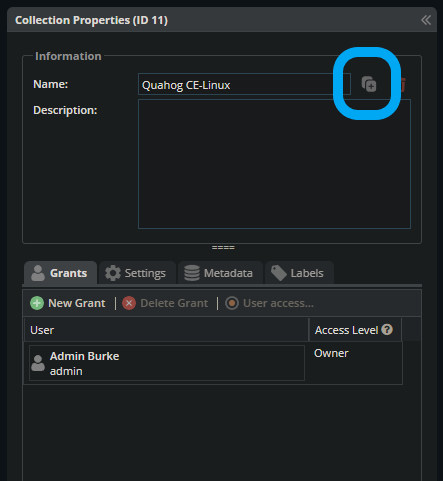 Collection Properties (ID 11)
Information
Name: Quahog CE-Linux
Description:
====
Grants Settings Metadata Labels
New Grant Delete Grant User access...
User Access Level ?
Admin Burke Owner
admin